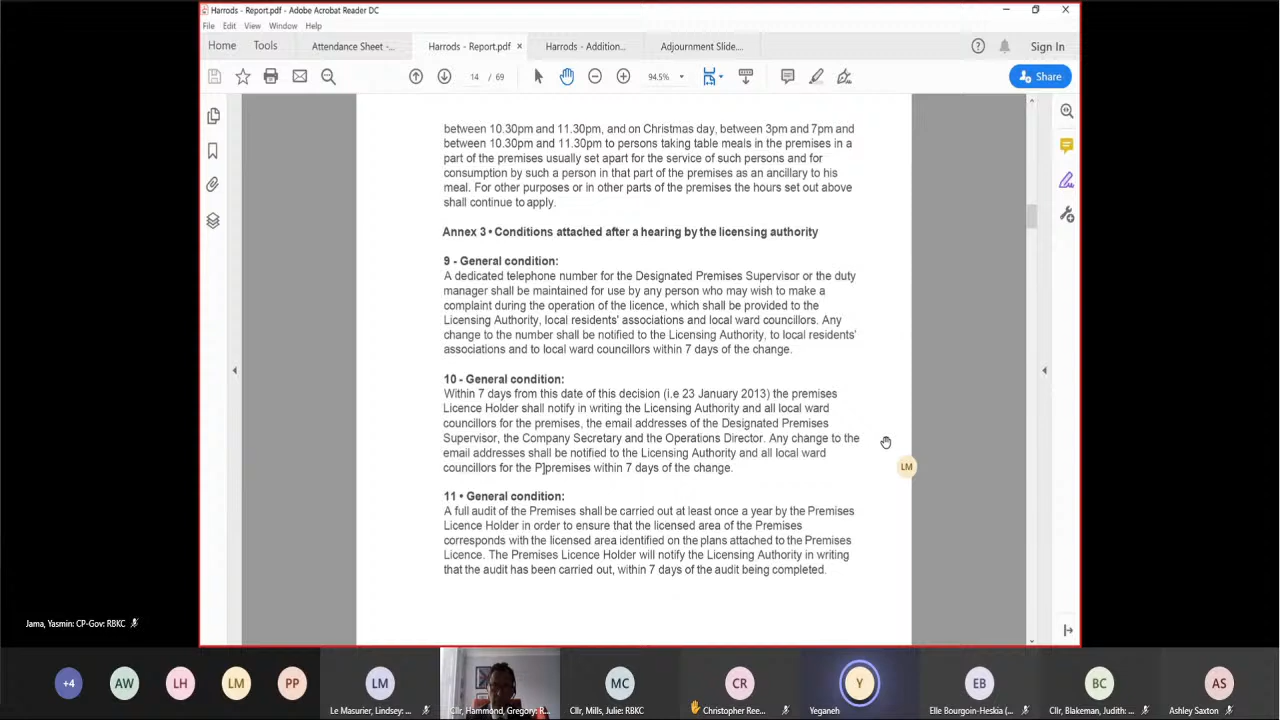 Harrods - Report.pdf - Adobe Acrobat Reader DC
File Edit View Window Help
Home Tools Attendance Sheet -... Harrods - Report.pdf × Harrods - Addition... Adjournment Slide.... Sign In
14 / 69 94.5% Share
between 10.30pm and 11.30pm, and on Christmas day, between 3pm and 7pm and
between 10.30pm and 11.30pm to persons taking table meals in the premises in a
part of the premises usually set apart for the service of such persons and for
consumption by such a person in that part of the premises as an ancillary to his
meal. For other purposes or in other parts of the premises the hours set out above
shall continue to apply.
Annex 3 • Conditions attached after a hearing by the licensing authority
9 - General condition:
A dedicated telephone number for the Designated Premises Supervisor or the duty
manager shall be maintained for use by any person who may wish to make a
complaint during the operation of the licence, which shall be provided to the
Licensing Authority, local residents' associations and local ward councillors. Any
change to the number shall be notified to the Licensing Authority, to local residents'
associations and to local ward councillors within 7 days of the change.
10 - General condition:
Within 7 days from this date of this decision (i.e 23 January 2013) the premises
Licence Holder shall notify in writing the Licensing Authority and all local ward
councillors for the premises, the email addresses of the Designated Premises
Supervisor, the Company Secretary and the Operations Director. Any change to the
email addresses shall be notified to the Licensing Authority and all local ward
councillors for the P]premises within 7 days of the change.
LM
11 • General condition:
A full audit of the Premises shall be carried out at least once a year by the Premises
Licence Holder in order to ensure that the licensed area of the Premises
corresponds with the licensed area identified on the plans attached to the Premises
Licence. The Premises Licence Holder will notify the Licensing Authority in writing
that the audit has been carried out, within 7 days of the audit being completed.
Jama, Yasmin: CP-Gov: RBKC
+4 AW LH LM PP LM MC CR Y EB BC AS
Le Masurier, Lindsey: ... Cllr, Hammond, Gregory: R... Cllr, Mills, Julie: RBKC Christopher Ree... Yeganeh Elle Bourgoin-Heskia (... Cllr, Blakeman, Judith: ... Ashley Saxton